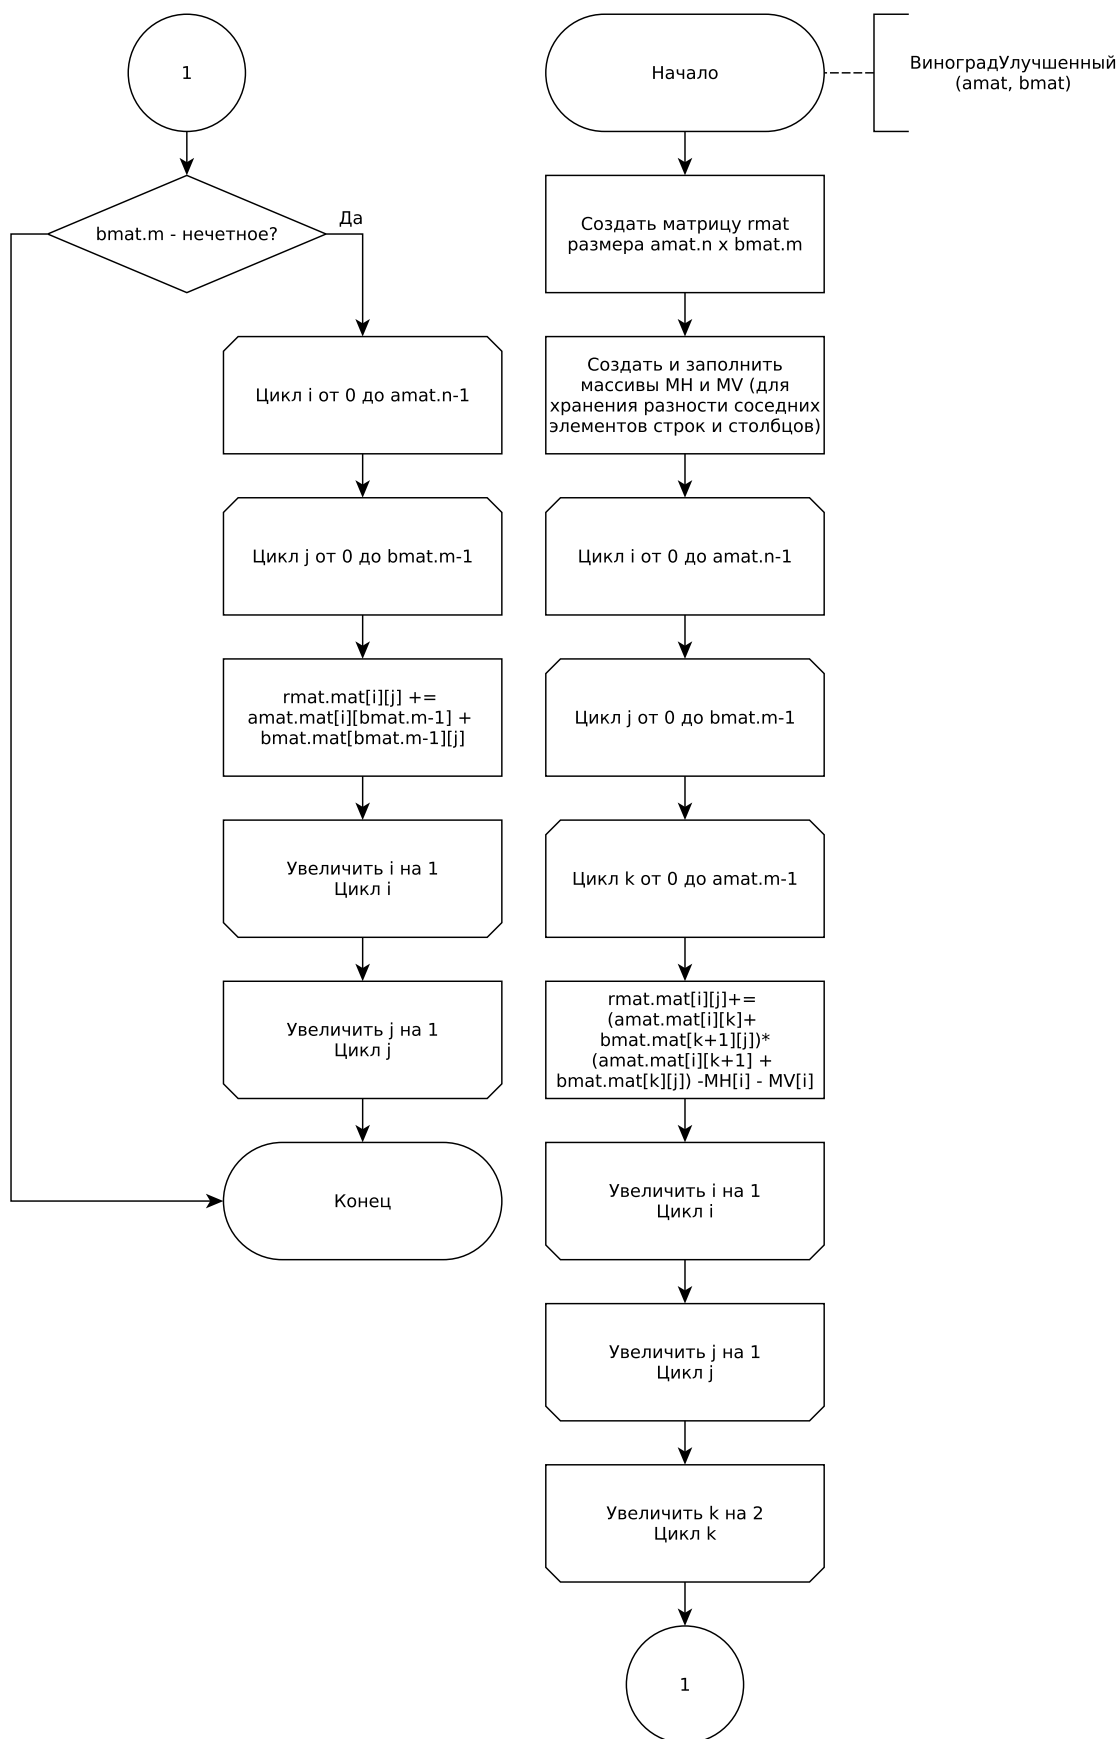 Начало
ВиноградУлучшенный
(amat, bmat)
Создать матрицу rmat
размера amat.n x bmat.m
Создать и заполнить
массивы MH и MV (для
хранения разности соседних
элементов строк и столбцов)
Цикл i от 0 до amat.n-1
Цикл j от 0 до bmat.m-1
Цикл k от 0 до amat.m-1
rmat.mat[i][j]+=
(amat.mat[i][k]+
bmat.mat[k+1][j])*
(amat.mat[i][k+1] +
bmat.mat[k][j]) -MH[i] - MV[i]
Увеличить i на 1
Цикл i
Увеличить j на 1
Цикл j
Увеличить k на 2
Цикл k
1
1
bmat.m - нечетное?
Да
Цикл i от 0 до amat.n-1
Цикл j от 0 до bmat.m-1
rmat.mat[i][j] +=
amat.mat[i][bmat.m-1] +
bmat.mat[bmat.m-1][j]
Увеличить i на 1
Цикл i
Увеличить j на 1
Цикл j
Конец